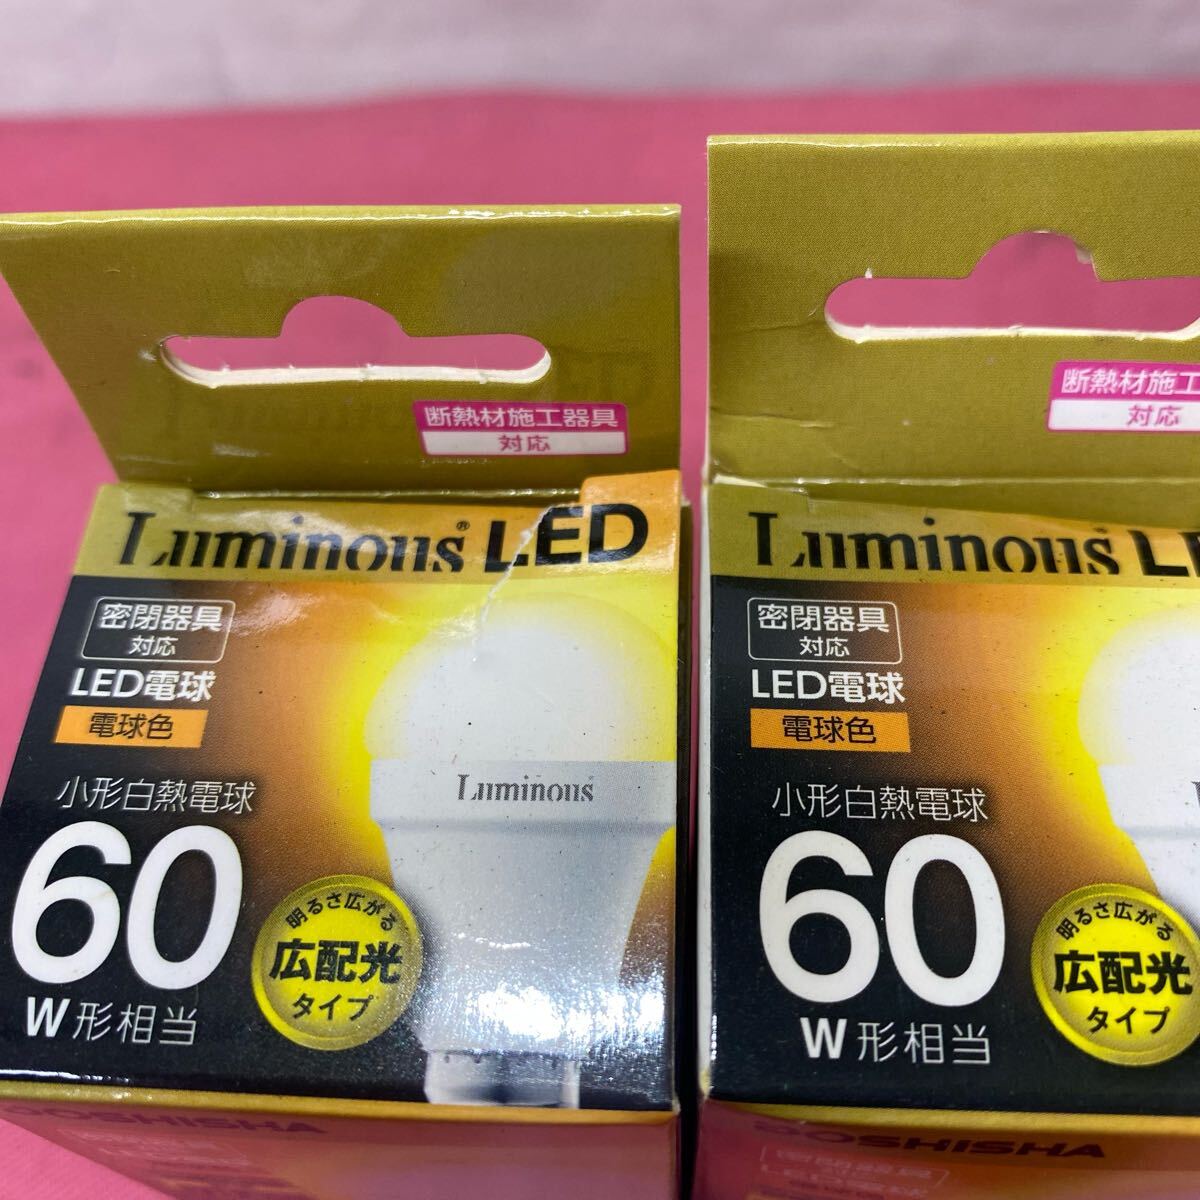 断熱材施工器具
対応
Luminous® LED
密閉器具
対応
LED電球
電球色
小形白熱電球
60
W形相当
明るさ広がる
広配光
タイプ
Luminous
DOSHISHA
断熱材施工
対応
Luminous LE
密閉器具
対応
LED電球
電球色
小形白熱電球
60
W形相当
明るさ広がる
広配光
タイプ
DOSHISHA
密閉器具